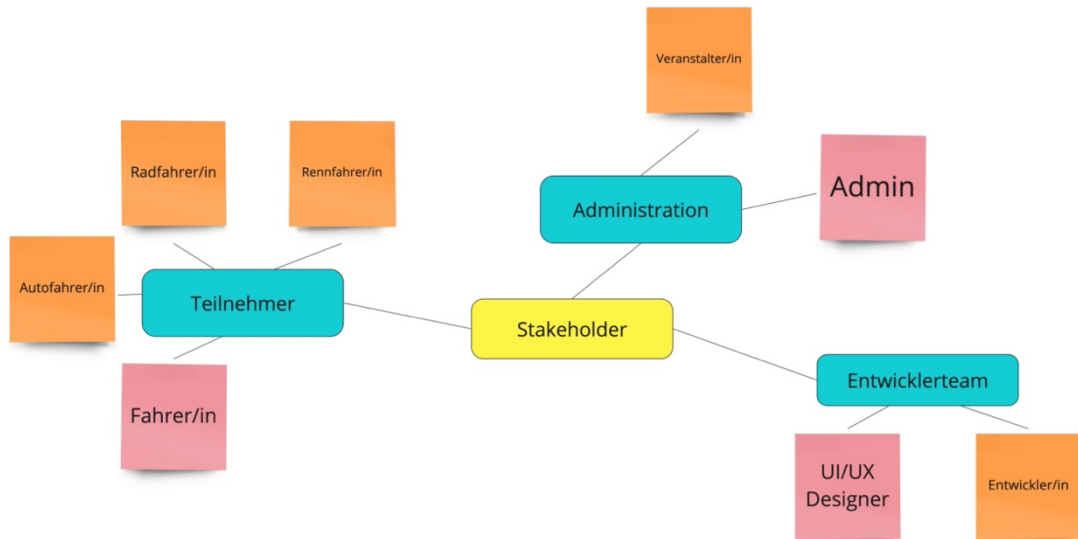 Veranstalter/in
Radfahrer/in
Rennfahrer/in
Admin
Administration
Autofahrer/in
Teilnehmer
Stakeholder
Fahrer/in
Entwicklerteam
UI/UX
Designer
Entwickler/in